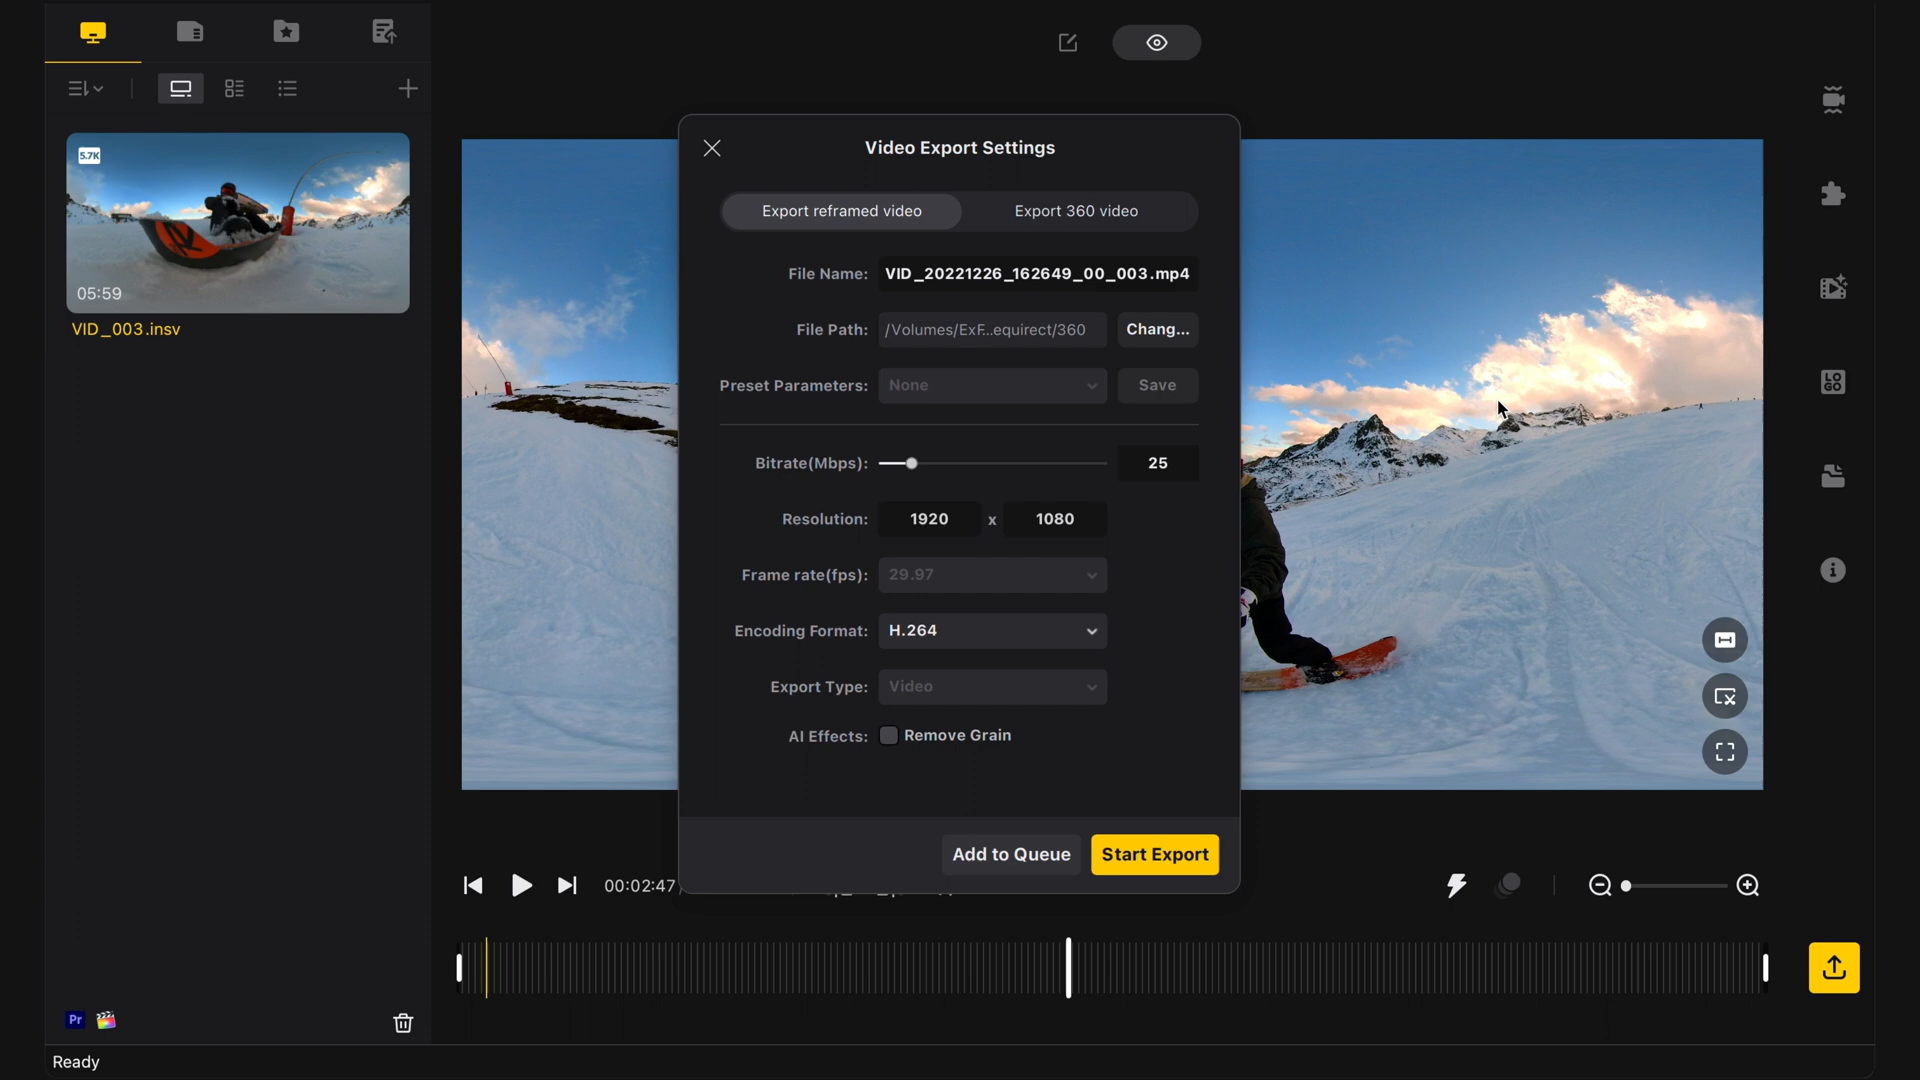 5.7K
05:59
VID_003.insv
Video Export Settings
Export reframed video
Export 360 video
File Name: VID_20221226_162649_00_003.mp4
File Path: /Volumes/ExF...equirect/360 Chang...
Preset Parameters: None Save
Bitrate(Mbps): 25
Resolution: 1920 x 1080
Frame rate(fps): 29.97
Encoding Format: H.264
Export Type: Video
AI Effects: Remove Grain
Add to Queue
Start Export
LOGO
00:02:47
Pr
Ready